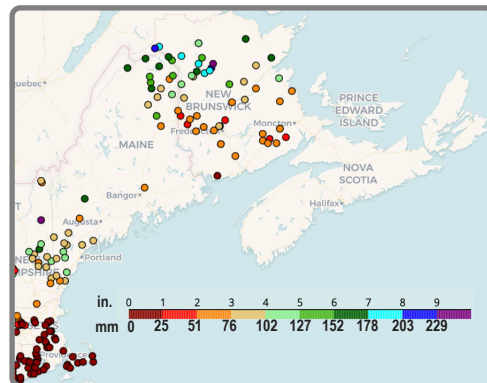 Quebec
NEW
BRUNSWICK
PRINCE
EDWARD
ISLAND
Moncton
Fredericton
MAINE
NOVA
SCOTIA
Bangor
Halifax
Augusta
Portland
in. 0 1 2 3 4 5 6 7 8 9
mm 0 25 51 76 102 127 152 178 203 229
Providence